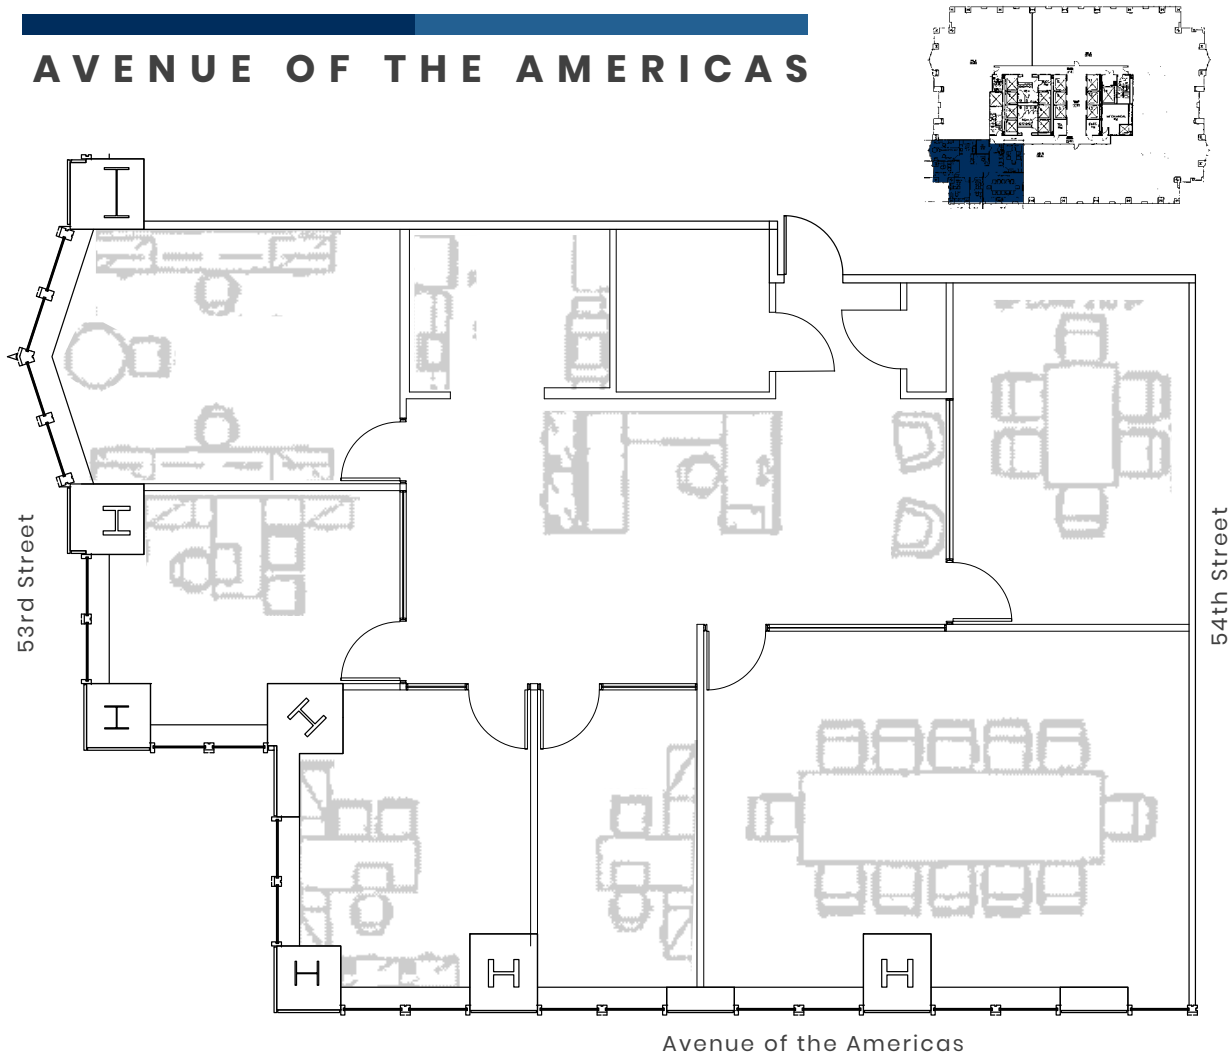 AVENUE OF THE AMERICAS
53rd Street
54th Street
Avenue of the Americas